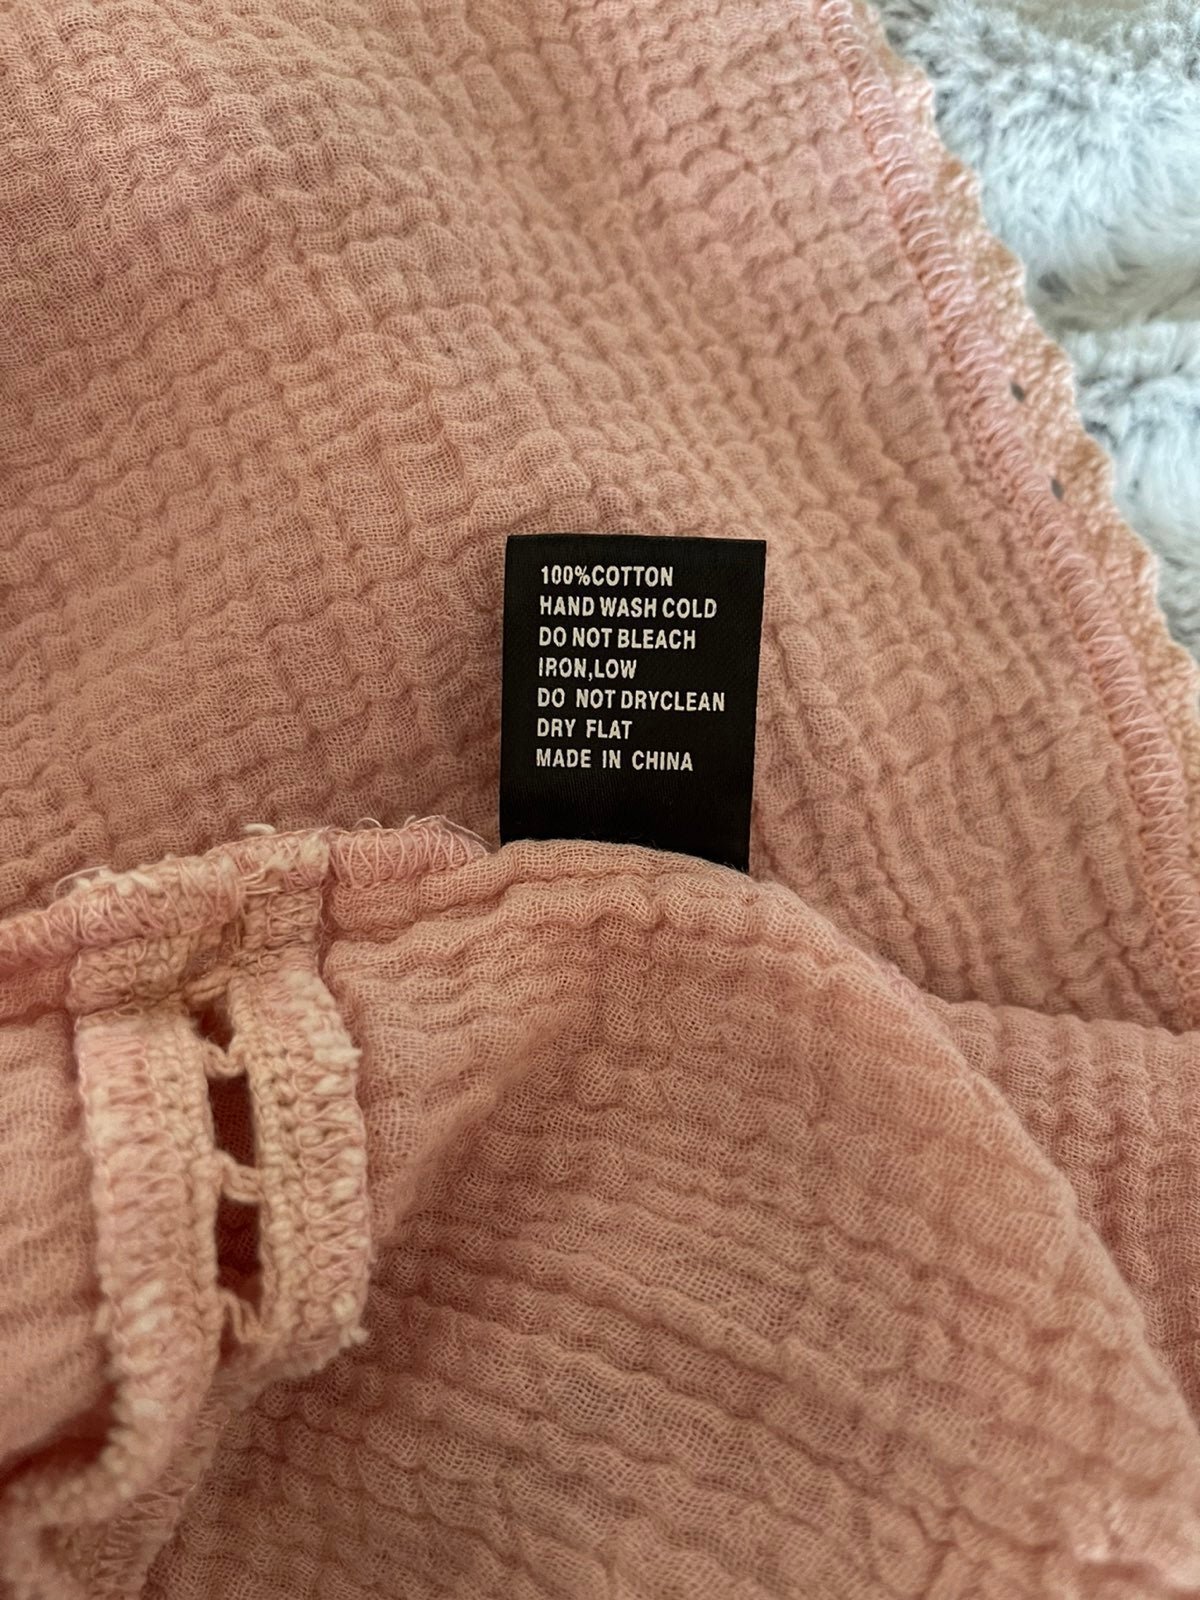 100%COTTON
HAND WASH COLD
DO NOT BLEACH
IRON,LOW
DO NOT DRYCLEAN
DRY FLAT
MADE IN CHINA